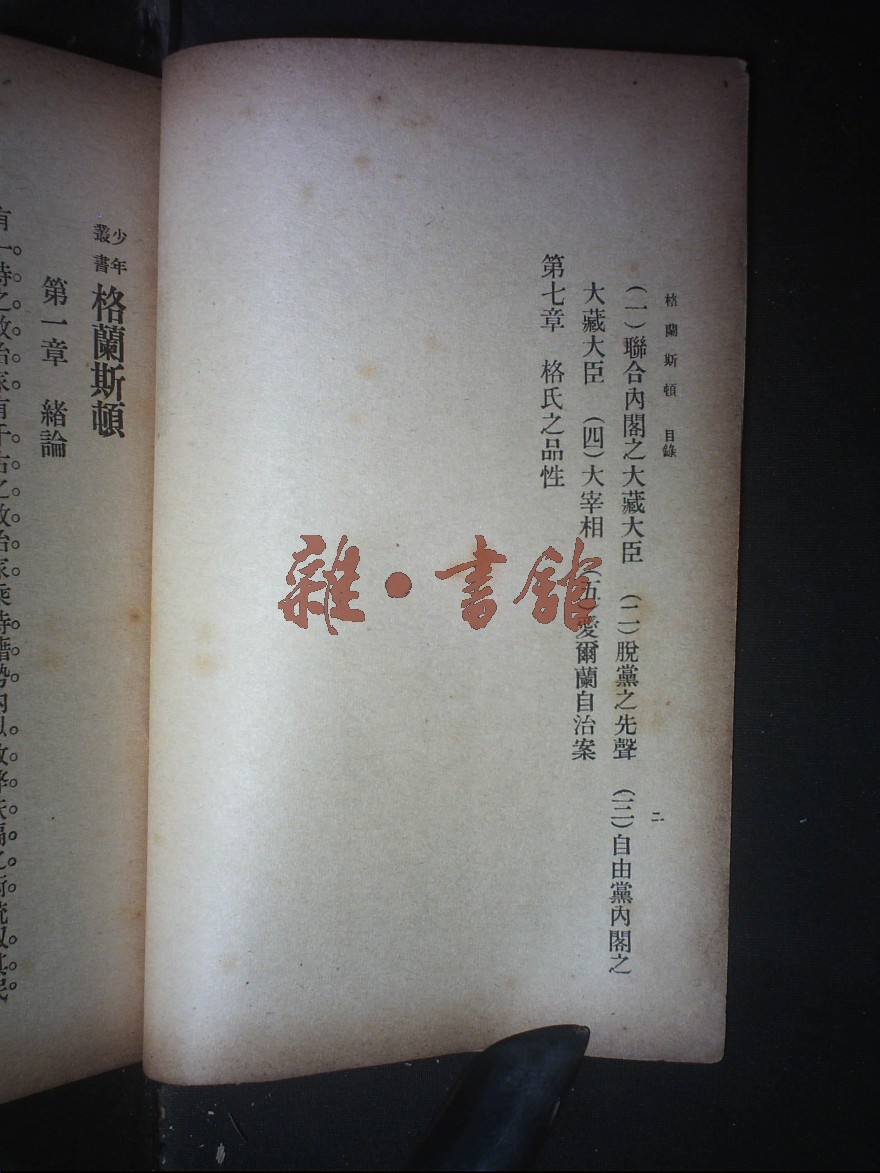 格蘭斯頓 目錄
二
(一)聯合內閣之大藏大臣 (二)脫黨之先聲 (三)自由黨內閣之
大藏大臣 (四)大宰相 (五)愛爾蘭自治案
第七章 格氏之品性
雜·書館
少年叢書 格蘭斯頓
第一章 緒論